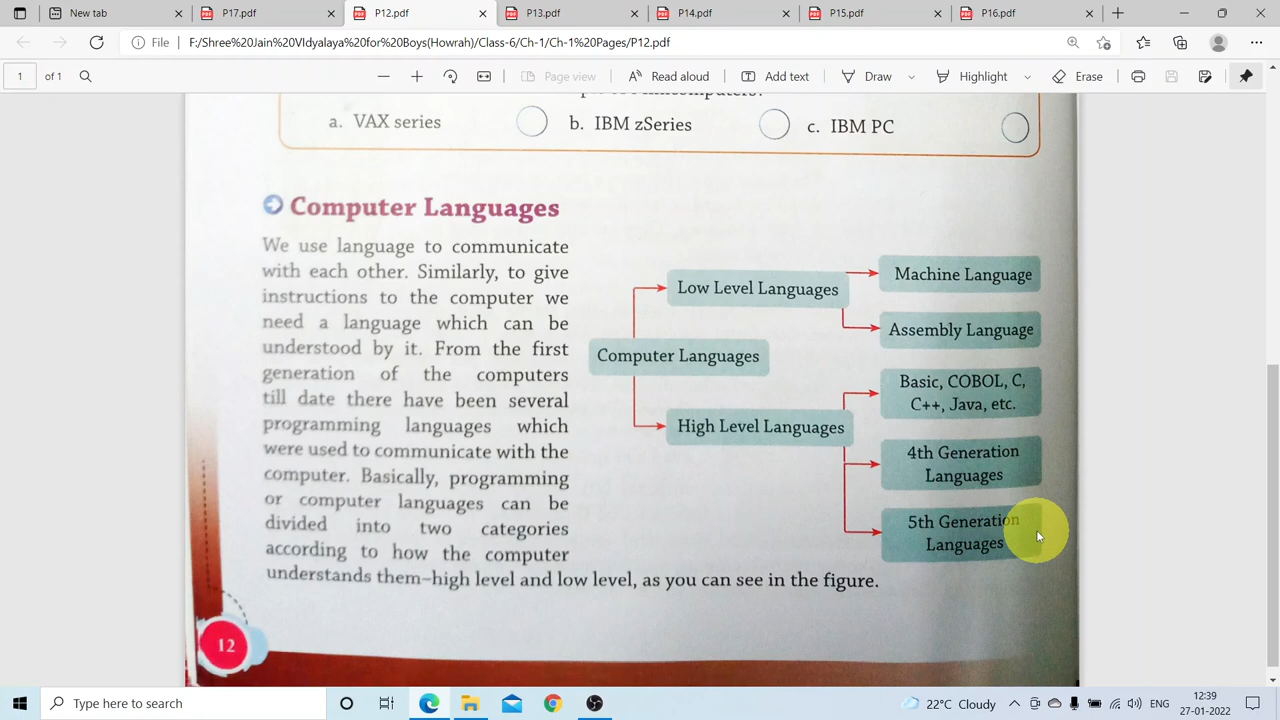 New tab
P17.pdf
P12.pdf
P13.pdf
P14.pdf
P15.pdf
P16.pdf
File
F:/Shree%20Jain%20VIdyalaya%20for%20Boys(Howrah)/Class-6/Ch-1/Ch-1%20Pages/P12.pdf
1 of 1
Page view
Read aloud
Add text
Draw
Highlight
Erase
a. VAX series
b. IBM zSeries
c. IBM PC
Computer Languages
We use language to communicate
with each other. Similarly, to give
instructions to the computer we
need a language which can be
understood by it. From the first
generation of the computers
till date there have been several
programming languages which
were used to communicate with the
computer. Basically, programming
or computer languages can be
divided into two categories
according to how the computer
understands them–high level and low level, as you can see in the figure.
Computer Languages
Low Level Languages
Machine Language
Assembly Language
High Level Languages
Basic, COBOL, C,
C++, Java, etc.
4th Generation
Languages
5th Generation
Languages
12
Type here to search
22°C Cloudy
ENG
12:39
27-01-2022